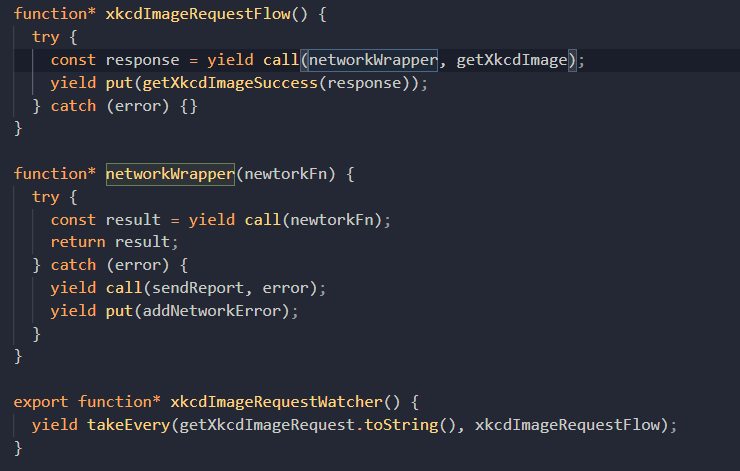 function* xkcdImageRequestFlow() {
try {
const response = yield call(networkWrapper, getXkcdImage);
yield put(getXkcdImageSuccess(response));
} catch (error) {}
}
function* networkWrapper(newtorkFn) {
try {
const result = yield call(newtorkFn);
return result;
} catch (error) {
yield call(sendReport, error);
yield put(addNetworkError);
}
}
export function* xkcdImageRequestWatcher() {
yield takeEvery(getXkcdImageRequest.toString(), xkcdImageRequestFlow);
}